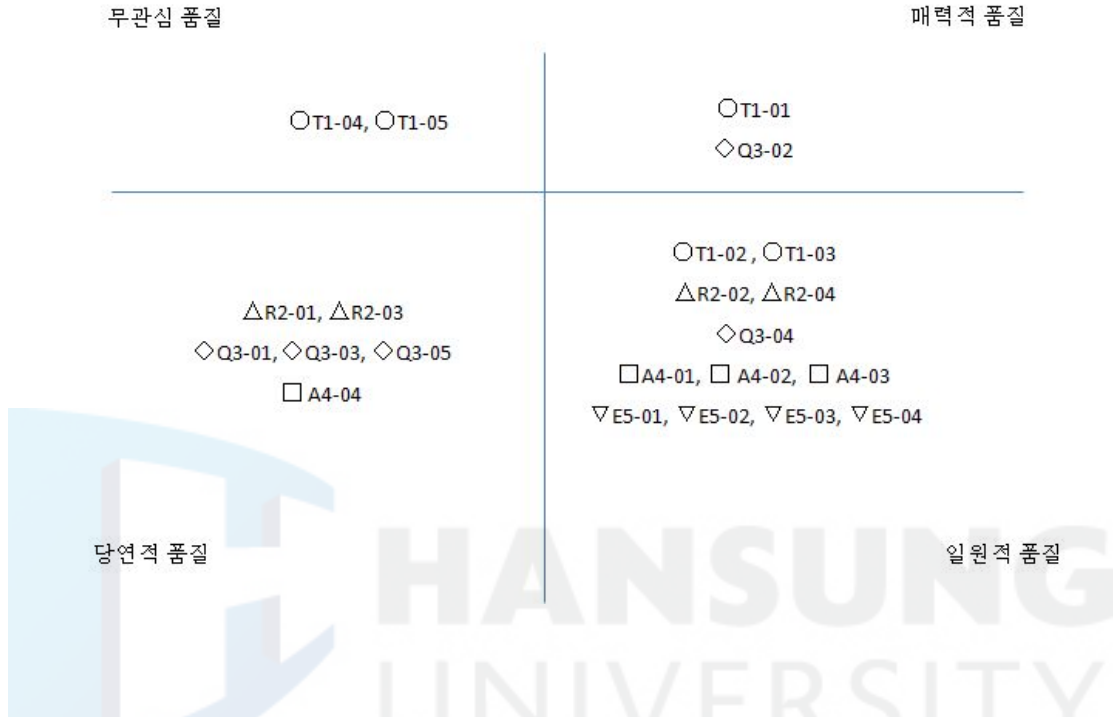 무관심 품질
매력적 품질
○T1-04, ○T1-05
○T1-01
◇Q3-02
○T1-02 , ○T1-03
△R2-02, △R2-04
◇Q3-04
□A4-01, □ A4-02, □ A4-03
▽E5-01, ▽E5-02, ▽E5-03, ▽E5-04
△R2-01, △R2-03
◇Q3-01, ◇Q3-03, ◇Q3-05
□ A4-04
당연적 품질
일원적 품질
HANSUNG
UNIVERSITY